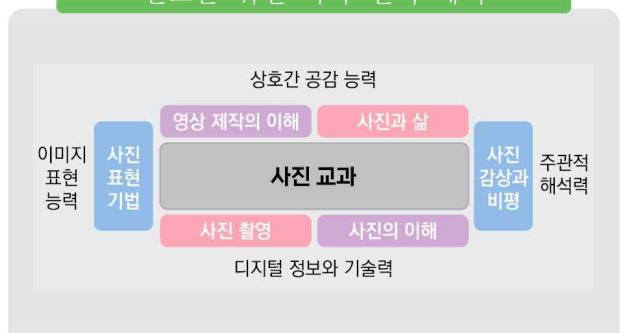 상호간 공감 능력
영상 제작의 이해
사진과 삶
이미지
표현
능력
사진
표현
기법
사진 교과
사진
감상과
비평
주관적
해석력
사진 촬영
사진의 이해
디지털 정보와 기술력